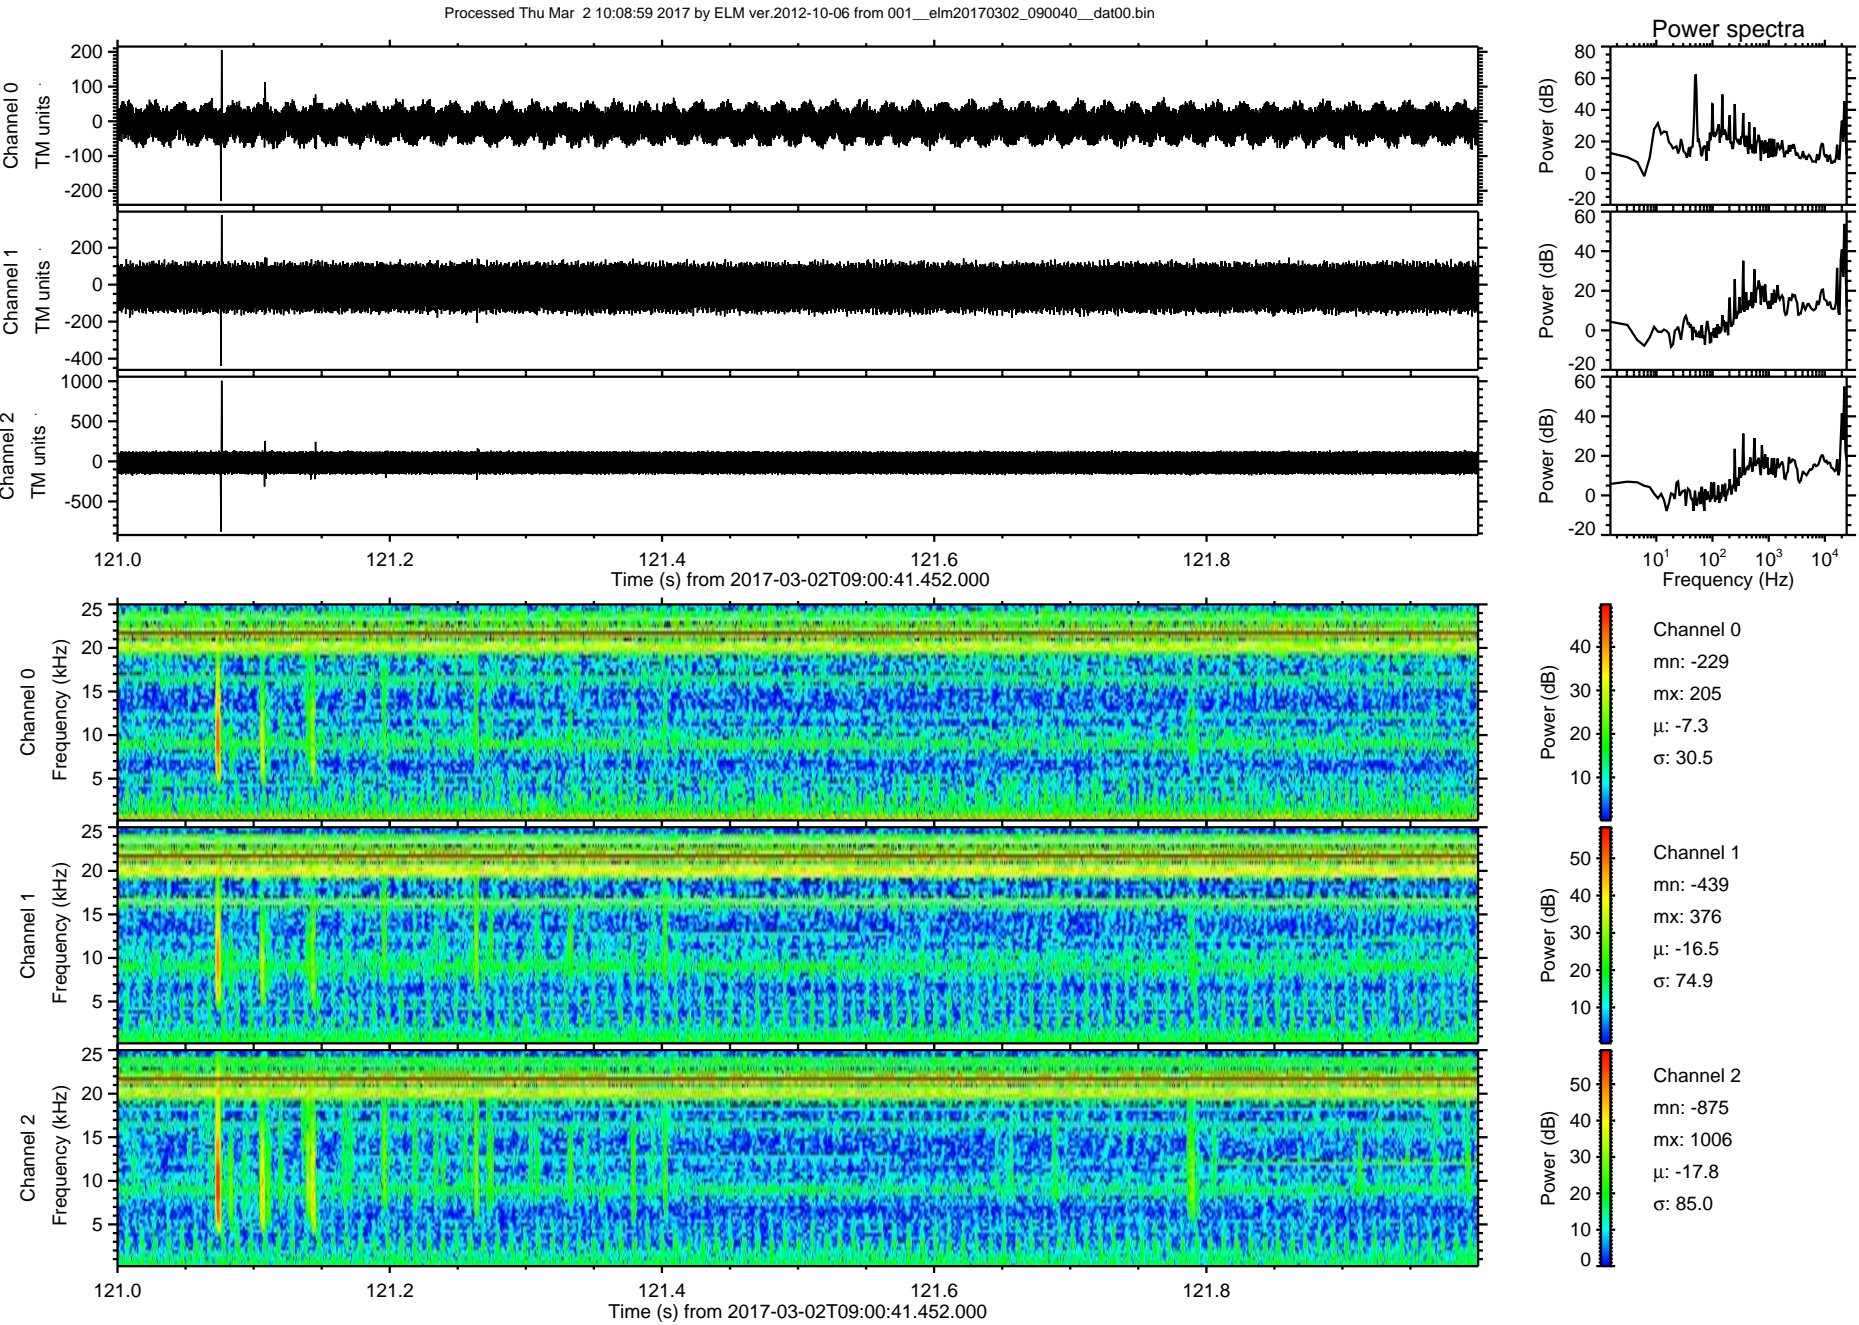 Processed Thu Mar  2 10:08:59 2017 by ELM ver.2012-10-06 from 001__elm20170302_090040__dat00.bin
Power spectra
Channel 0
TM units
200
100
0
-100
-200
Power (dB)
80
60
40
20
0
-20
Channel 1
TM units
200
0
-200
-400
Power (dB)
60
40
20
0
-20
Channel 2
TM units
1000
500
0
-500
Power (dB)
60
40
20
0
-20
121.0 121.2 121.4 121.6 121.8
Time (s) from 2017-03-02T09:00:41.452.000
10^1 10^2 10^3 10^4
Frequency (Hz)
Channel 0
Frequency (kHz)
25
20
15
10
5
Power (dB)
40
30
20
10
Channel 0
mn: -229
mx: 205
μ: -7.3
σ: 30.5
Channel 1
Frequency (kHz)
25
20
15
10
5
Power (dB)
50
40
30
20
10
Channel 1
mn: -439
mx: 376
μ: -16.5
σ: 74.9
Channel 2
Frequency (kHz)
25
20
15
10
5
Power (dB)
50
40
30
20
10
0
Channel 2
mn: -875
mx: 1006
μ: -17.8
σ: 85.0
121.0 121.2 121.4 121.6 121.8
Time (s) from 2017-03-02T09:00:41.452.000